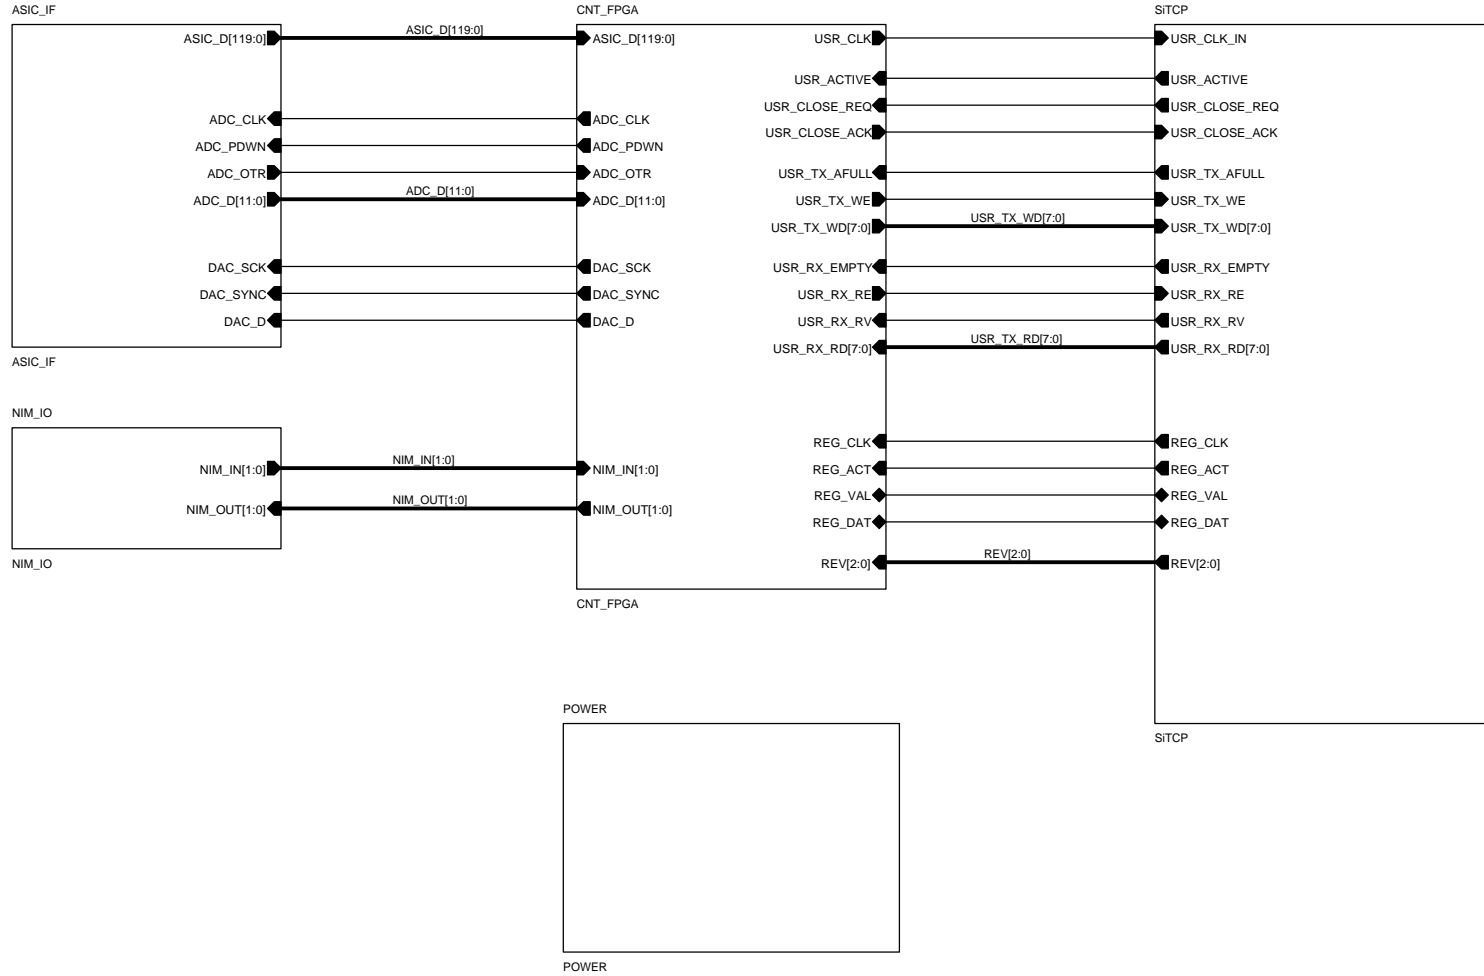 ASIC_IF
ASIC_D[119:0]
ADC_CLK
ADC_PDWN
ADC_OTR
ADC_D[11:0]
DAC_SCK
DAC_SYNC
DAC_D
ASIC_IF
NIM_IO
NIM_IN[1:0]
NIM_OUT[1:0]
NIM_IO
ASIC_D[119:0]
ADC_D[11:0]
NIM_IN[1:0]
NIM_OUT[1:0]
CNT_FPGA
ASIC_D[119:0]
ADC_CLK
ADC_PDWN
ADC_OTR
ADC_D[11:0]
DAC_SCK
DAC_SYNC
DAC_D
NIM_IN[1:0]
NIM_OUT[1:0]
USR_CLK
USR_ACTIVE
USR_CLOSE_REQ
USR_CLOSE_ACK
USR_TX_AFULL
USR_TX_WE
USR_TX_WD[7:0]
USR_RX_EMPTY
USR_RX_RE
USR_RX_RV
USR_RX_RD[7:0]
REG_CLK
REG_ACT
REG_VAL
REG_DAT
REV[2:0]
CNT_FPGA
USR_TX_WD[7:0]
USR_TX_RD[7:0]
REV[2:0]
SiTCP
USR_CLK_IN
USR_ACTIVE
USR_CLOSE_REQ
USR_CLOSE_ACK
USR_TX_AFULL
USR_TX_WE
USR_TX_WD[7:0]
USR_RX_EMPTY
USR_RX_RE
USR_RX_RV
USR_RX_RD[7:0]
REG_CLK
REG_ACT
REG_VAL
REG_DAT
REV[2:0]
SiTCP
POWER
POWER